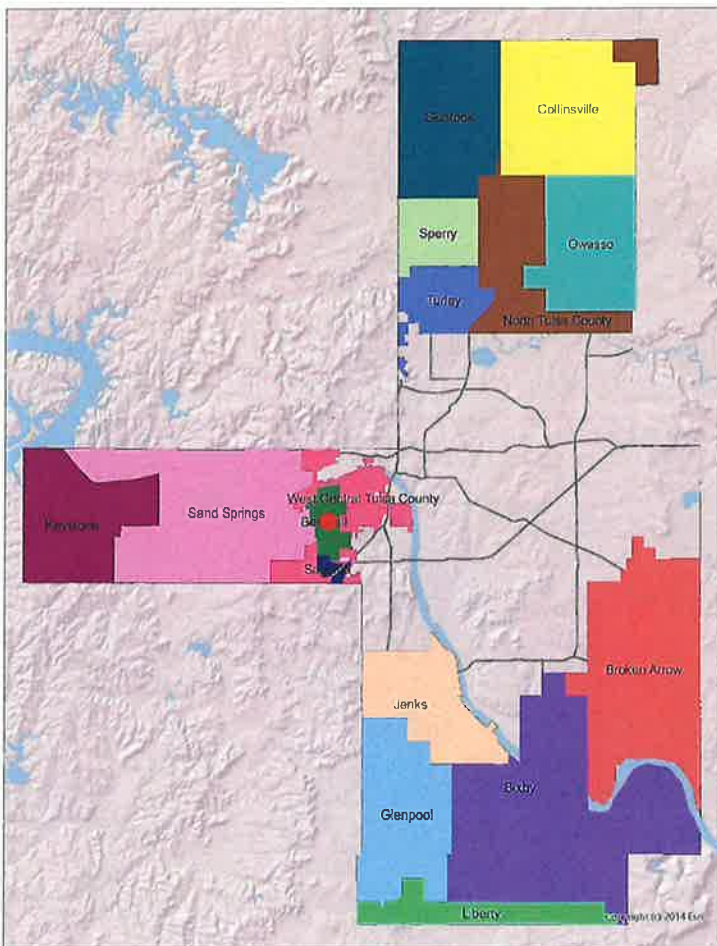 Collinsville
Sperry
Owasso
Turley
North Tulsa County
West Central Tulsa County
Sand Springs
Keystone
Broken Arrow
Jenks
Bixby
Glenpool
Liberty
Copyright (c) 2014 Esri